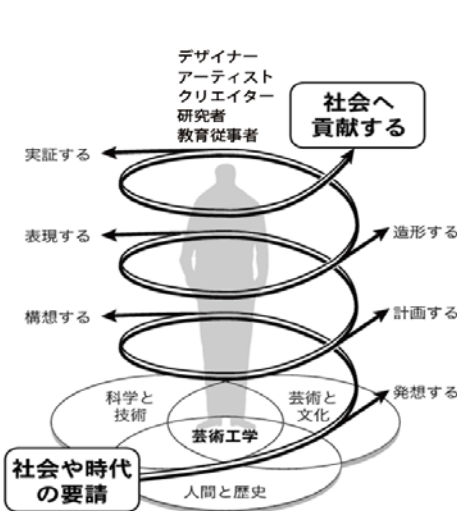 デザイナー
アーティスト
クリエイター
研究者
教育従事者
社会へ
貢献する
実証する
表現する
造形する
構想する
計画する
発想する
科学と
技術
芸術と
文化
芸術工学
社会や時代
の要請
人間と歴史